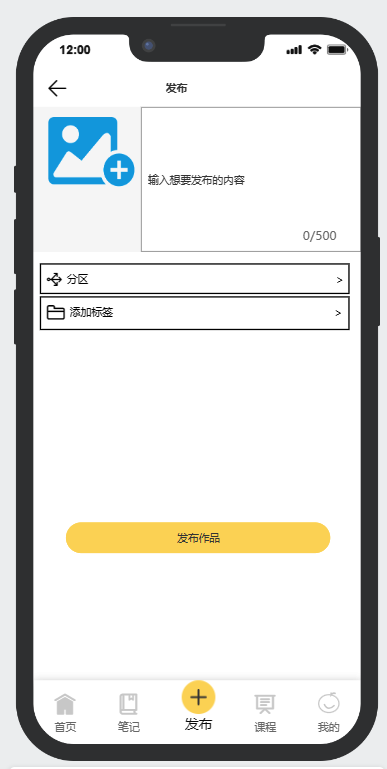 12:00
发布
输入想要发布的内容
0/500
分区 >
添加标签 >
发布作品
首页 笔记 发布 课程 我的